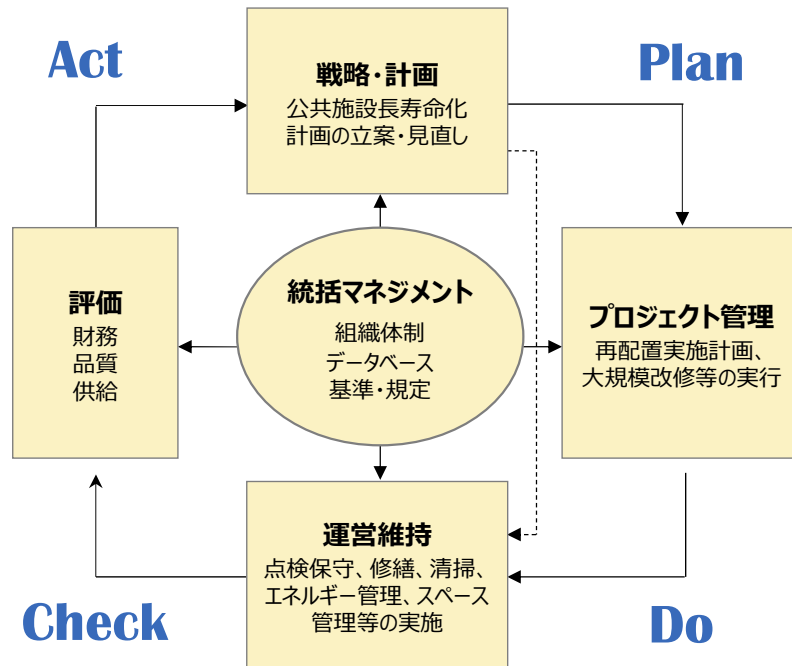 Act
Plan
戦略・計画
公共施設長寿命化
計画の立案・見直し
評価
財務
品質
供給
統括マネジメント
組織体制
データベース
基準・規定
プロジェクト管理
再配置実施計画、
大規模改修等の実行
運営維持
点検保守、修繕、清掃、
エネルギー管理、スペース
管理等の実施
Check
Do